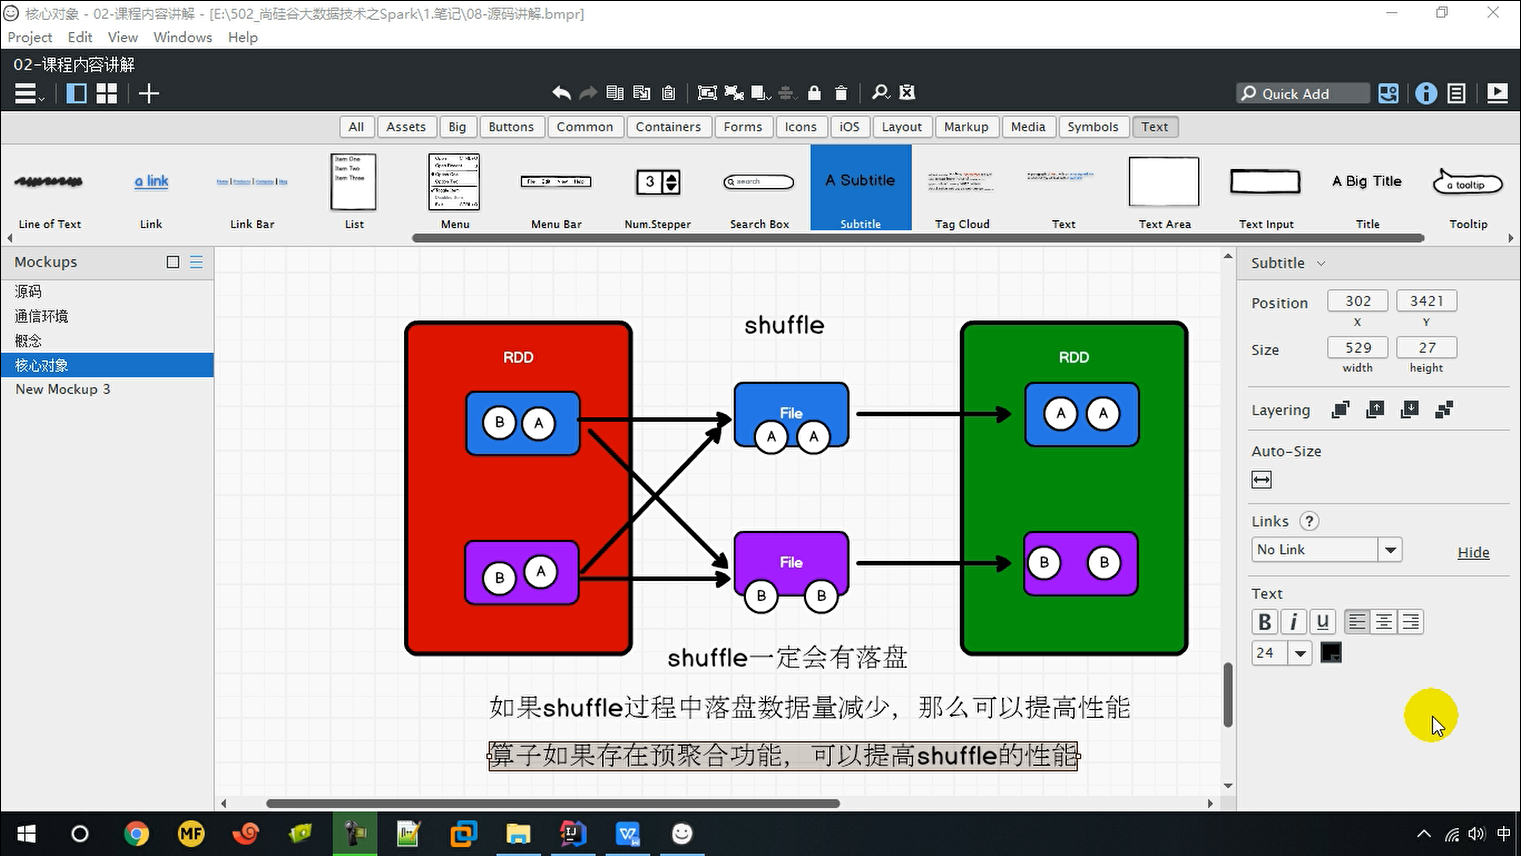 核心对象 - 02-课程内容讲解 - [E:\502_尚硅谷大数据技术之Spark\1.笔记\08-源码讲解.bmpr]
Project Edit View Windows Help
02-课程内容讲解
Quick Add
All Assets Big Buttons Common Containers Forms Icons iOS Layout Markup Media Symbols Text
a link
Item One
Item Two
Item Three
3
search
A Subtitle
A Big Title
a tooltip
Line of Text Link Link Bar List Menu Menu Bar Num.Stepper Search Box Subtitle Tag Cloud Text Text Area Text Input Title Tooltip
Mockups
源码
通信环境
概念
核心对象
New Mockup 3
shuffle
RDD
B A
B A
File
A A
File
B B
RDD
A A
B B
shuffle一定会有落盘
如果shuffle过程中落盘数据量减少，那么可以提高性能
算子如果存在预聚合功能，可以提高shuffle的性能
Subtitle
Position 302 3421
X Y
Size 529 27
width height
Layering
Auto-Size
Links ?
No Link Hide
Text
B i U
24
MF
中